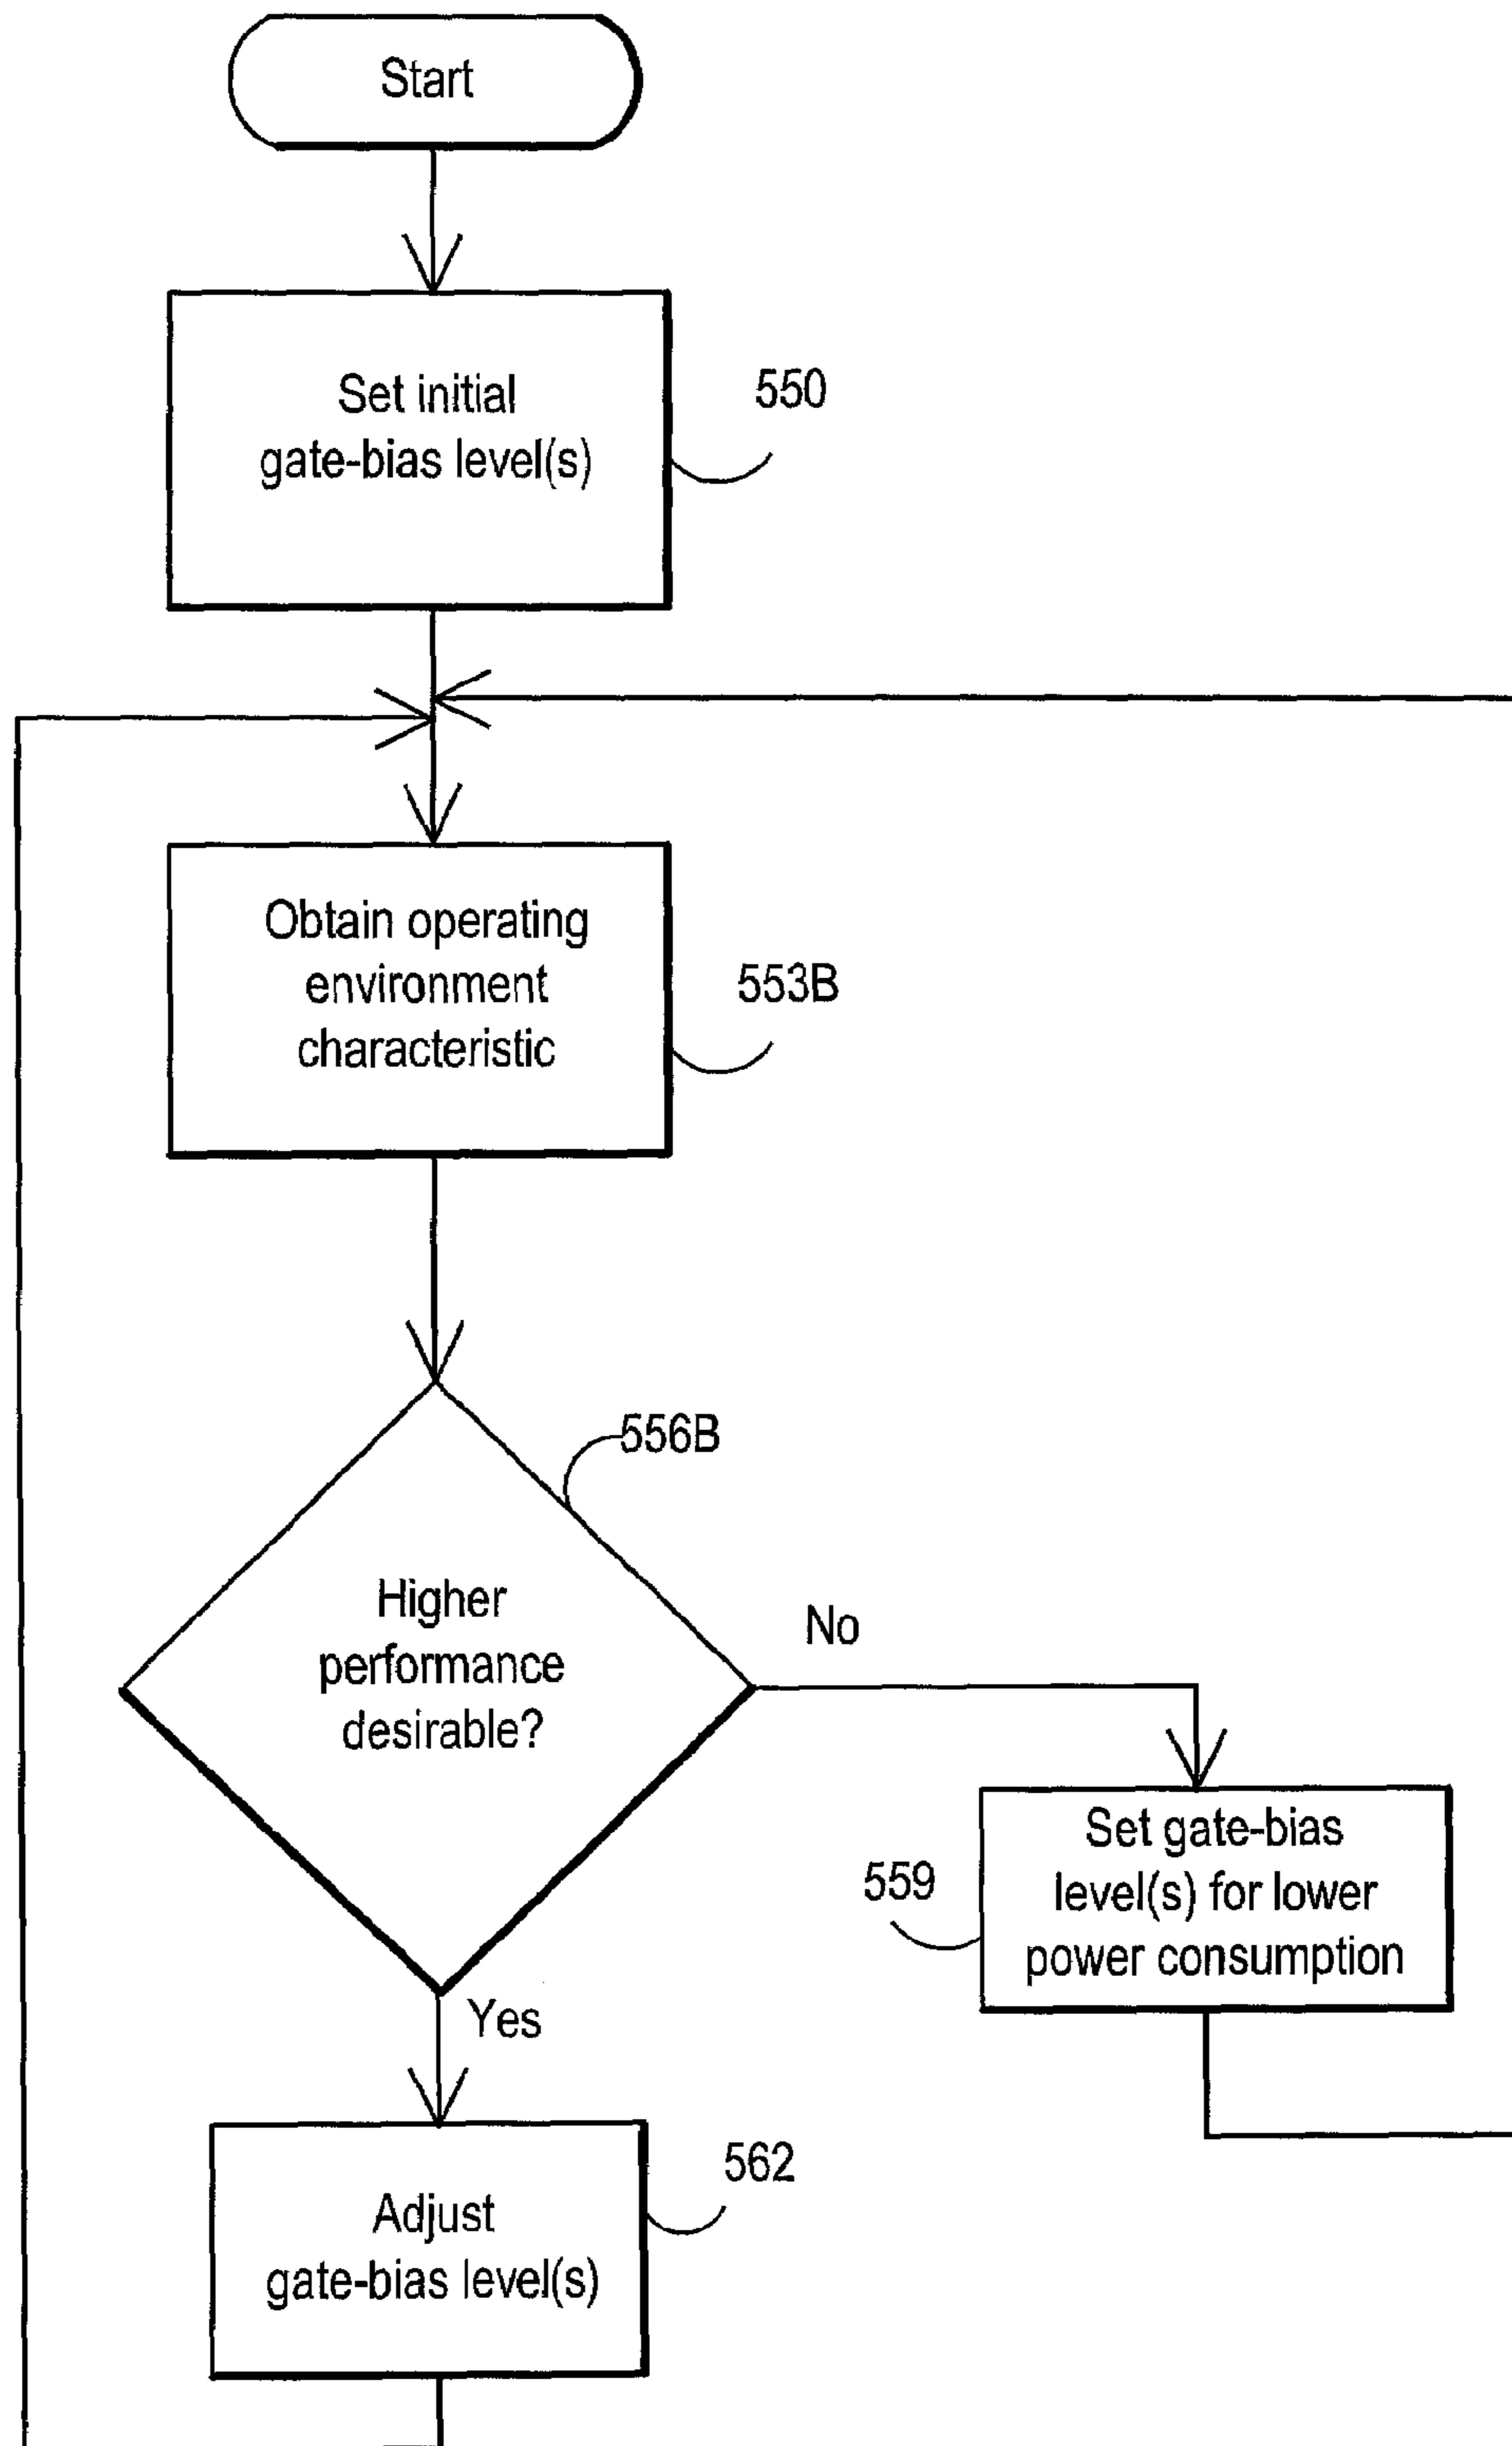 Start
Set initial
gate-bias level(s)
550
Obtain operating
environment
characteristic
553B
556B
Higher
performance
desirable?
No
Set gate-bias
level(s) for lower
power consumption
559
Yes
Adjust
gate-bias level(s)
562